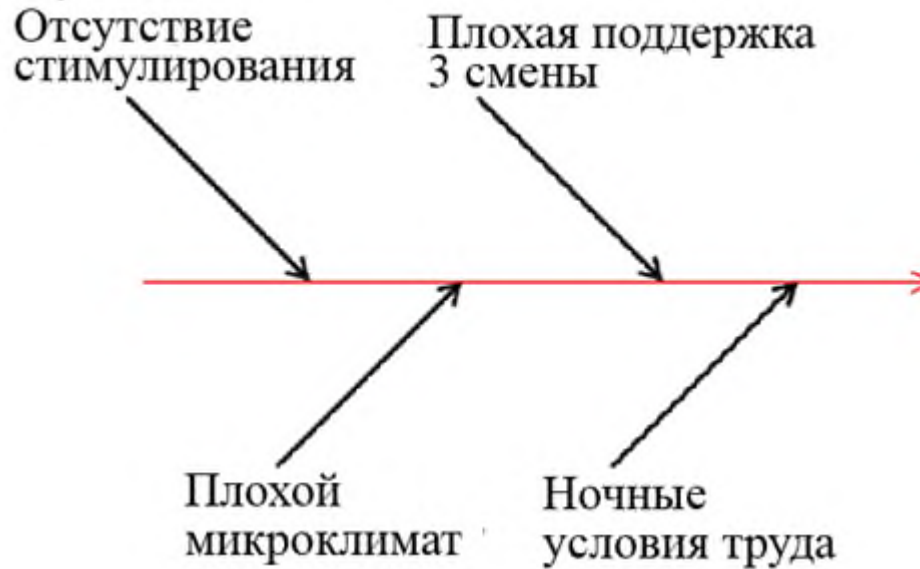 Отсутствие
стимулирования
Плохая поддержка
3 смены
Плохой
микроклимат
Ночные
условия труда